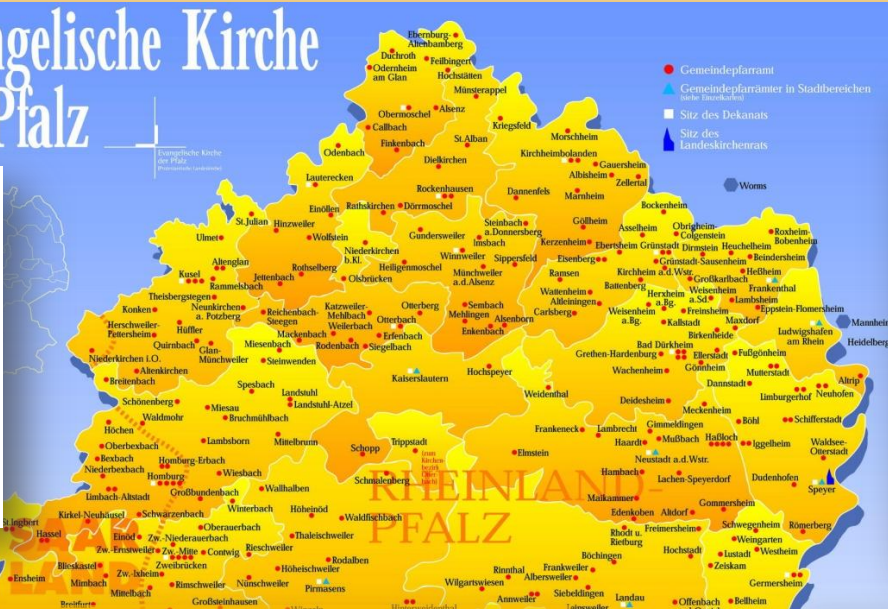 ngelische Kirche
Pfalz
Evangelische Kirche
der Pfalz
(Protestantische Landeskirche)
Gemeindepfarramt
Gemeindepfarrämter in Stadtbereichen
(siehe Einzelkarten)
Sitz des Dekanats
Sitz des
Landeskirchenrats
Ebernburg-
Altenbamberg
Duchroth
Feilbingert
Odernheim
am Glan
Hochstätten
Münsterappel
Obermoschel
Alsenz
Kriegsfeld
Callbach
Finkenbach
St.Alban
Morschheim
Odenbach
Dielkirchen
Kirchheimbolanden
Gauersheim
Albisheim
Zellertal
Lauterecken
Rockenhausen
Dannenfels
Marnheim
Worms
Einöllen
Rathskirchen
Dörrmoschel
Bockenheim
St.Julian
Hinzweiler
Göllheim
Steinbach
a.Donnersberg
Asselheim
Obrigheim-
Colgenstein
Roxheim-
Bobenheim
Ulmet
Wolfstein
Gundersweiler
Imsbach
Kerzenheim
Ebertsheim
Grünstadt
Dirmstein
Heuchelheim
Niederkirchen
b.Kl.
Winnweiler
Sippersfeld
Eisenberg
Grünstadt-Sausenheim
Beindersheim
Altenglan
Rothselberg
Heiligenmoschel
Münchweiler
a.d.Alsenz
Ramsen
Kirchheim a.d.Wstr.
Großkarlbach
Heßheim
Kusel
Rammelsbach
Jettenbach
Olsbrücken
Battenberg
Weisenheim
a.Sd.
Frankenthal
Theisbergstegen
Wattenheim
Altleiningen
Herxheim
a.Bg.
Lambsheim
Konken
Neunkirchen
a. Potzberg
Reichenbach-
Steegen
Katzweiler-
Mehlbach
Otterberg
Sembach
Mehlingen
Alsenborn
Carlsberg
Weisenheim
a.Bg.
Freinsheim
Eppstein-Flomersheim
Herschweiler-
Pettersheim
Hüffler
Mackenbach
Weilerbach
Otterbach
Enkenbach
Kallstadt
Maxdorf
Ludwigshafen
am Rhein
Mannheim
Quirnbach
Glan-
Münchweiler
Miesenbach
Rodenbach
Erlenbach
Siegelbach
Birkenheide
Heidelberg
Niederkirchen i.O.
Steinwenden
Bad Dürkheim
Grethen-Hardenburg
Ellerstadt
Fußgönheim
Altenkirchen
Breitenbach
Kaiserslautern
Hochspeyer
Wachenheim
Gönnheim
Mutterstadt
Spesbach
Landstuhl
Landstuhl-Atzel
Weidenthal
Dannstadt
Limburgerhof
Neuhofen
Altrip
Schönenberg
Miesau
Deidesheim
Meckenheim
Waldmohr
Bruchmühlbach
Höchen
Frankeneck
Lambrecht
Gimmeldingen
Böhl
Schifferstadt
Oberbexbach
Lambsborn
Mittelbrunn
Schopp
Trippstadt
Haardt
Mußbach
Haßloch
Iggelheim
Waldsee-
Otterstadt
Bexbach
Homburg-Erbach
Elmstein
Neustadt a.d.Wstr.
Niederbexbach
Homburg
Wiesbach
Schmalenberg
Hambach
Lachen-Speyerdorf
Dudenhofen
Speyer
Limbach-Altstadt
Großbundenbach
Wallhalben
RHEINLAND-
PFALZ
Maikammer
Gommersheim
Winterbach
Höheinöd
Waldfischbach
Edenkoben
Altdorf
St.Ingbert
Kirkel-Neuhäusel
Schwarzenbach
Oberauerbach
Rhodt u
Rietburg
Freimersheim
Schwegenheim
Römerberg
Hassel
Einöd
Zw.-Niederauerbach
Thaleischweiler
Weingarten
SAAR
LAND
Zw.-Ernstweiler
Zw.-Mitte
Contwig
Rieschweiler
Böchingen
Hochstadt
Lustadt
Westheim
Blieskastel
Zweibrücken
Rodalben
Zeiskam
Ensheim
Mimbach
Zw.-Ixheim
Rimschweiler
Nünschweiler
Höheischweiler
Rinnthal
Frankweiler
Albersweiler
Germersheim
Mittelbach
Pirmasens
Wilgartswiesen
Siebeldingen
Landau
Breitfurt
Großsteinhausen
Annweiler
Offenbach
Bellheim